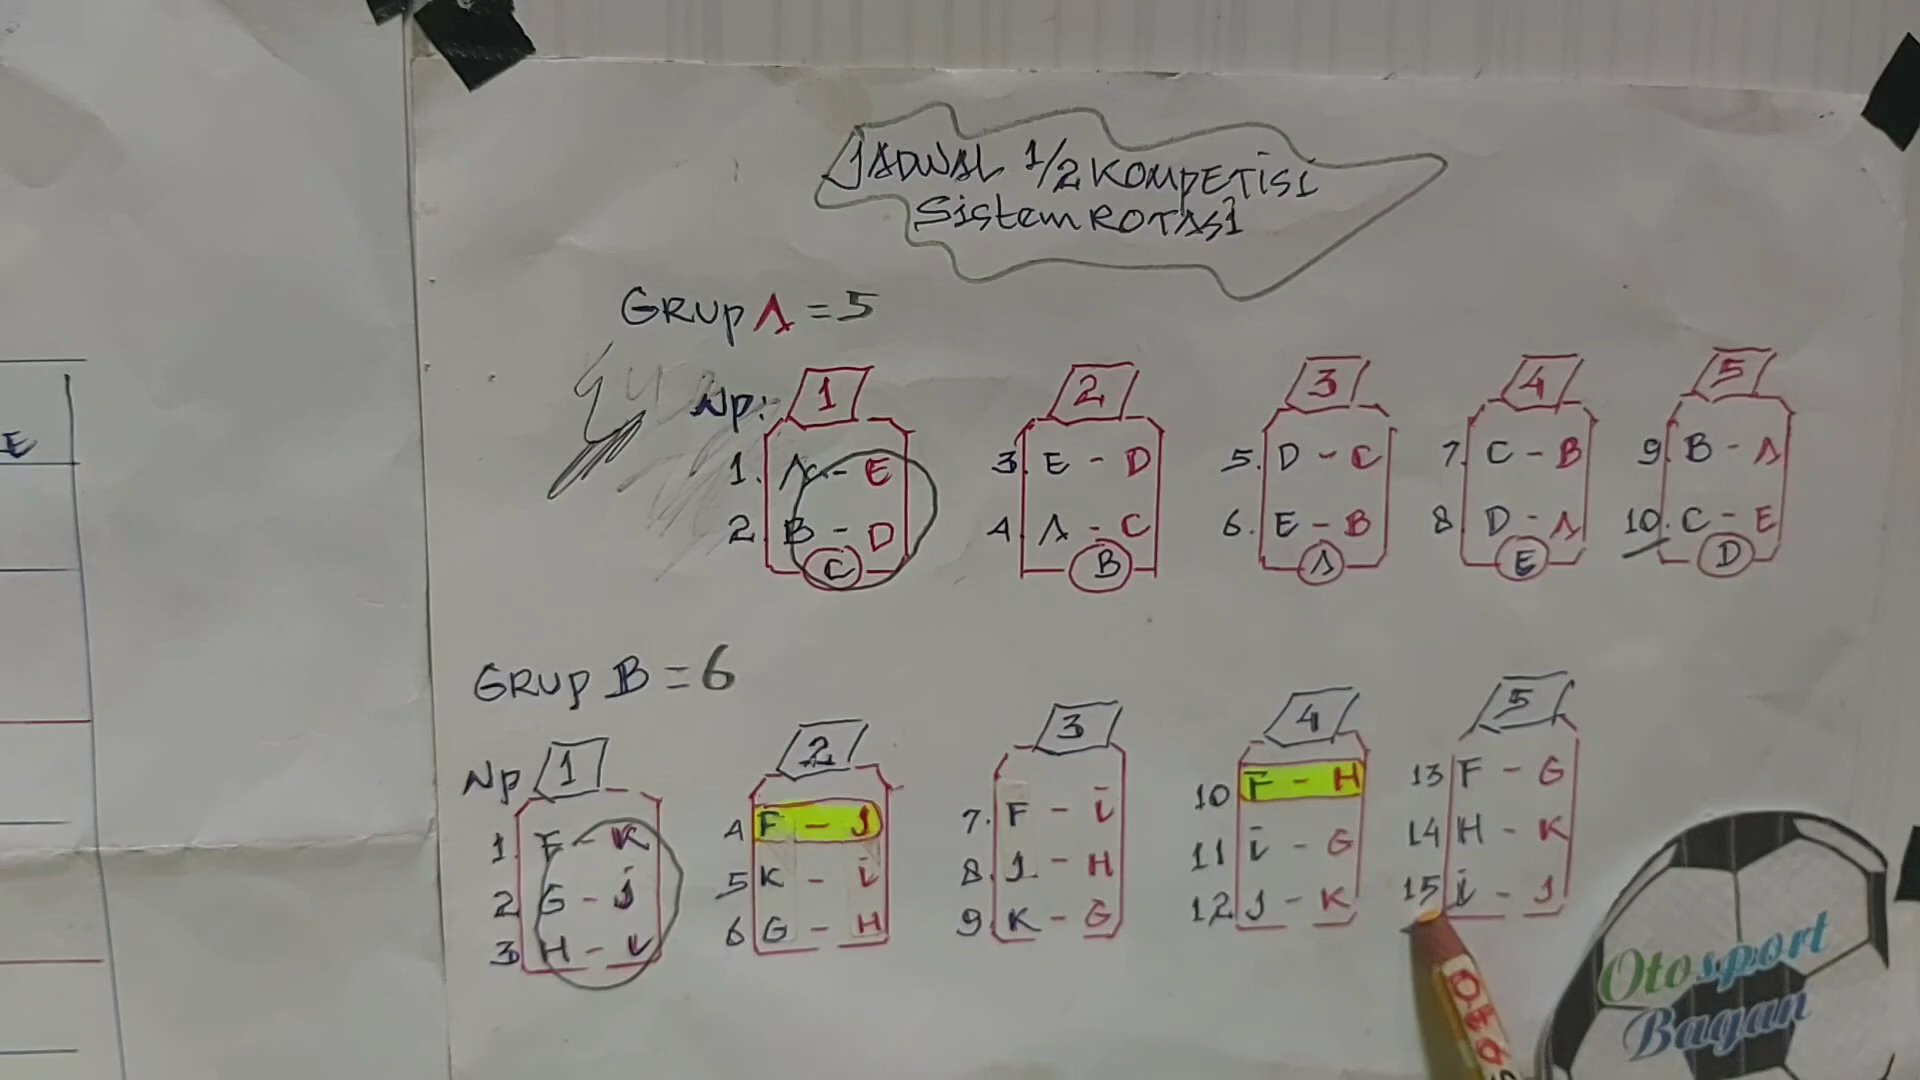 JADWAL 1/2 KOMPETISI
Sistem ROTASI
GRUP A = 5
Np: 1 2 3 4 5
1. A - E 3. E - D 5. D - C 7. C - B 9. B - A
2. B - D 4 A - C 6. E - B 8 D - A 10. C - E
C B A E D
GRUP B = 6
Np 1 2 3 4 5
1. F - K 4 F - J 7. F - i 10 F - H 13 F - G
2 G - J 5 K - i 8. J - H 11 i - G 14 H - K
3 H - i 6 G - H 9 K - G 12 J - K 15 i - J
E
Otosport
Bagan